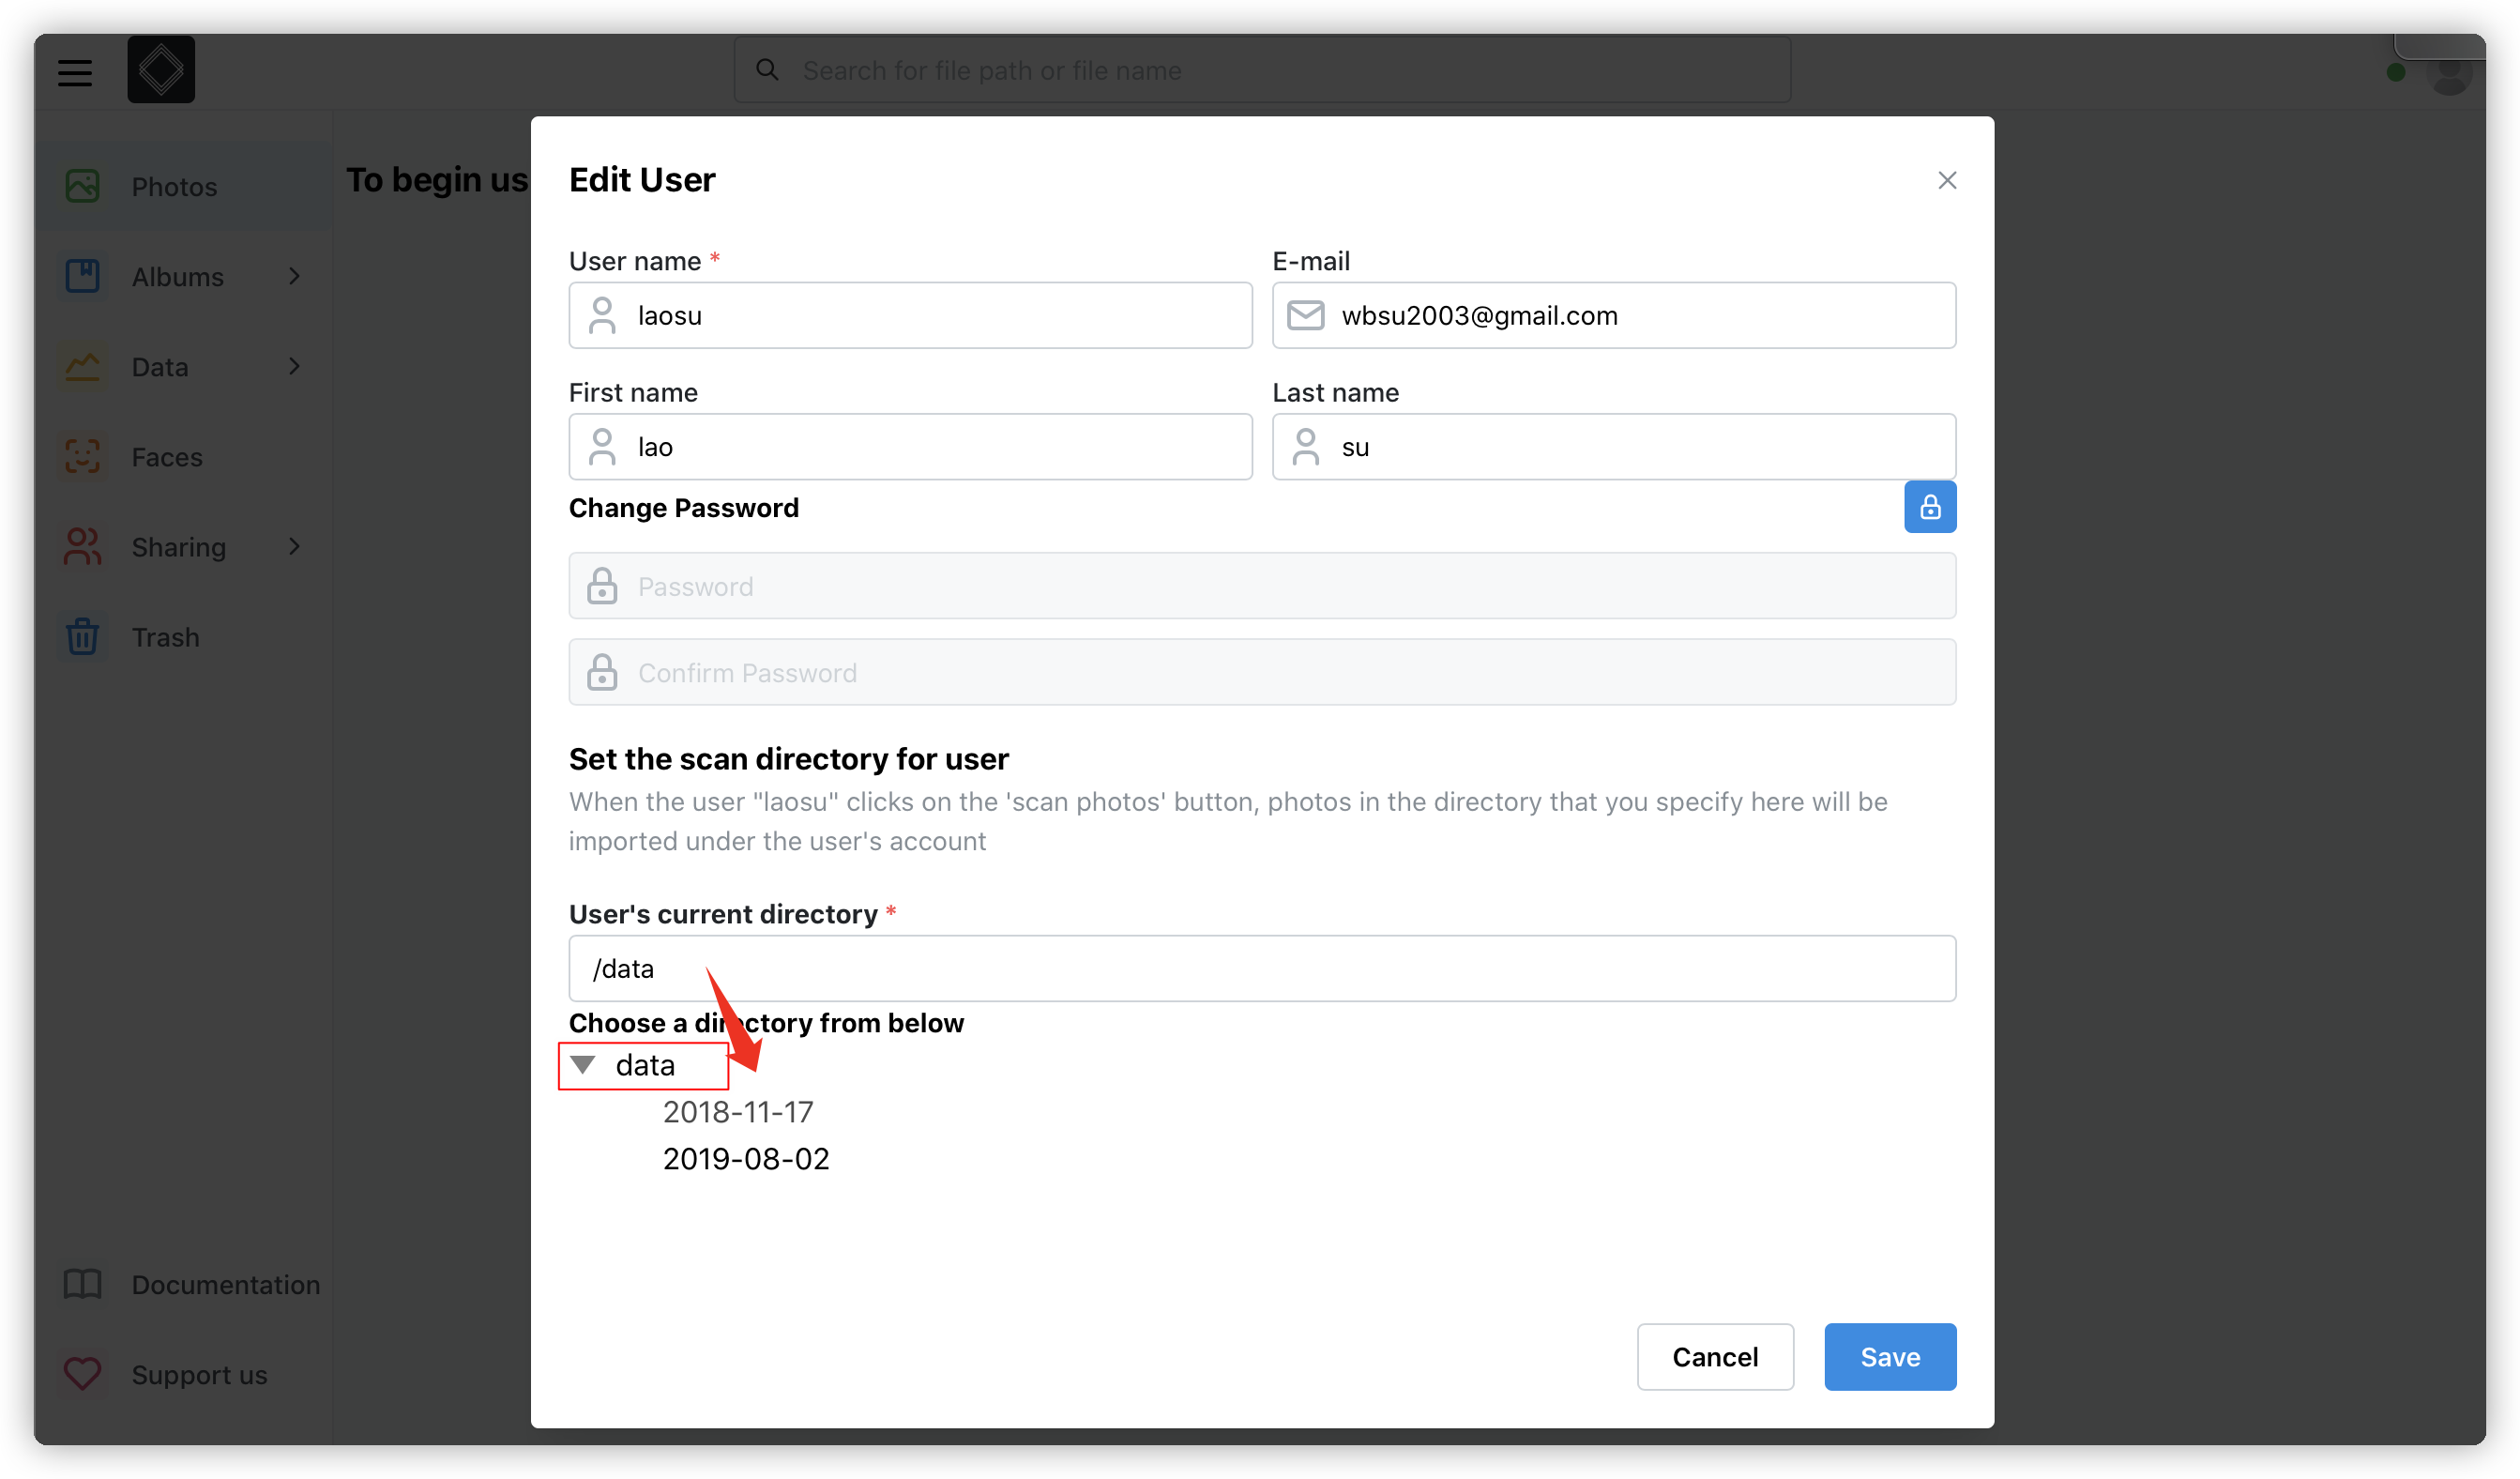 Search for file path or file name
Photos
Albums
Data
Faces
Sharing
Trash
Documentation
Support us
To begin us
Edit User
User name *
E-mail
laosu
wbsu2003@gmail.com
First name
Last name
lao
su
Change Password
Password
Confirm Password
Set the scan directory for user
When the user "laosu" clicks on the 'scan photos' button, photos in the directory that you specify here will be
imported under the user's account
User's current directory *
/data
Choose a directory from below
data
2018-11-17
2019-08-02
Cancel
Save